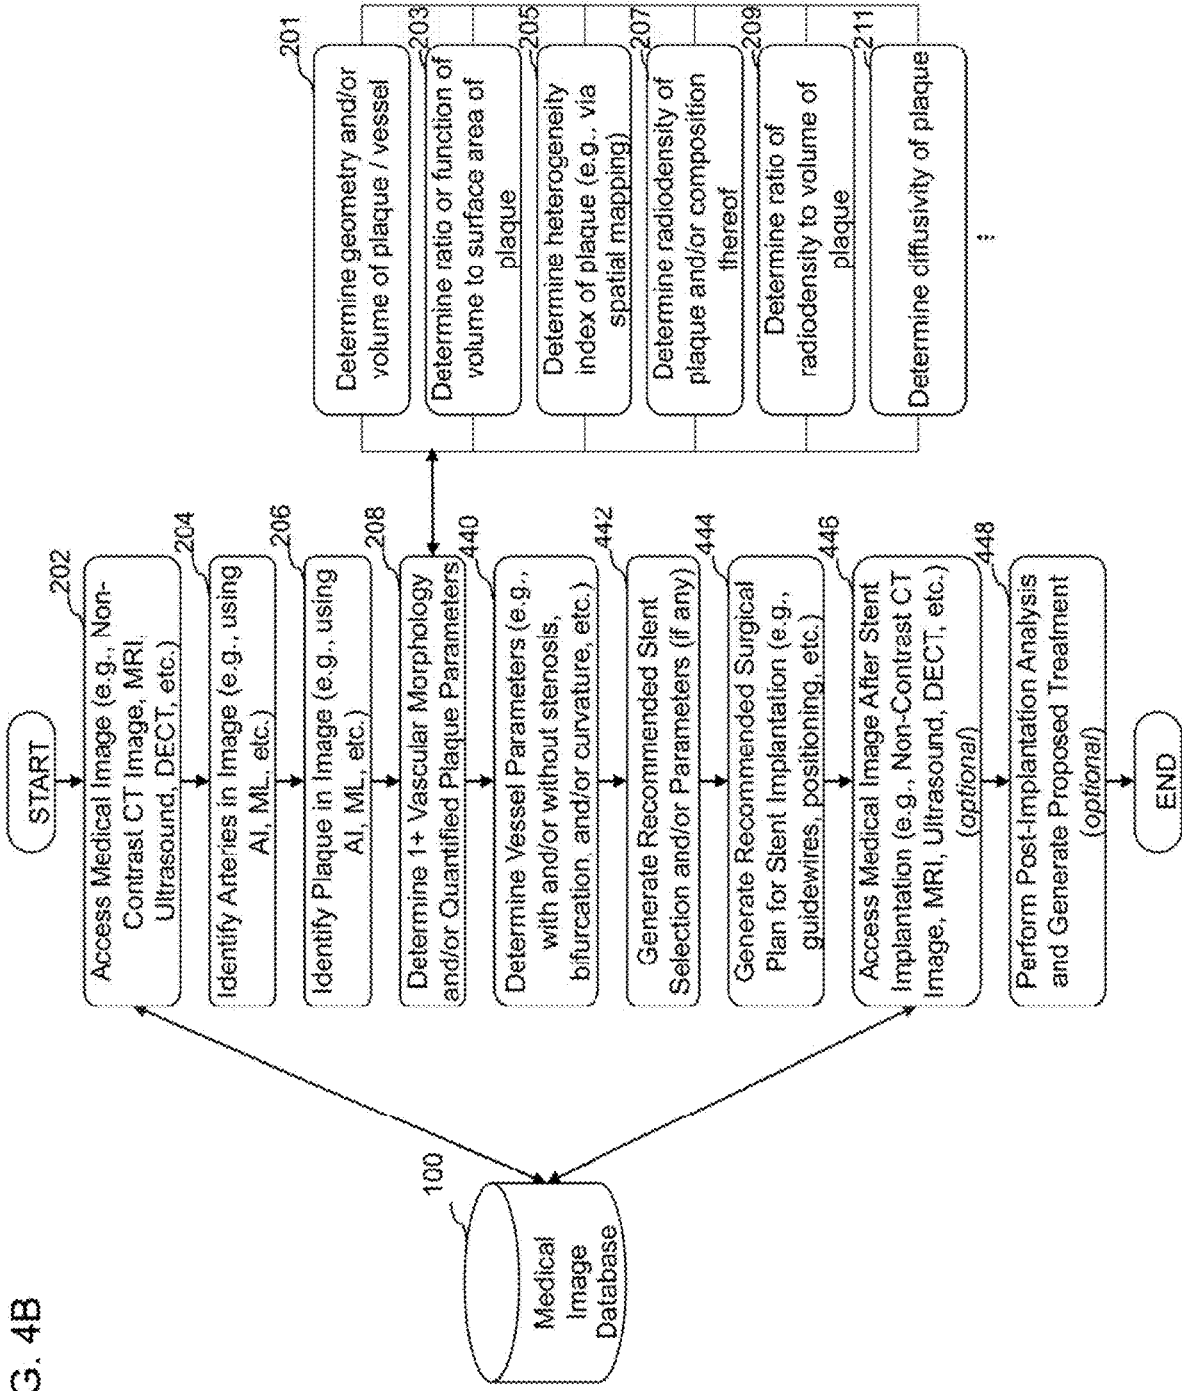 G. 4B
START
202
Access Medical Image (e.g., Non-
Contrast CT Image, MRI,
Ultrasound, DECT, etc.)
204
Identify Arteries in Image (e.g., using
AI, ML, etc.)
206
Identify Plaque in Image (e.g., using
AI, ML, etc.)
208
Determine 1+ Vascular Morphology
and/or Quantified Plaque Parameters
440
Determine Vessel Parameters (e.g.,
with and/or without stenosis,
bifurcation, and/or curvature, etc.)
442
Generate Recommended Stent
Selection and/or Parameters (if any)
444
Generate Recommended Surgical
Plan for Stent Implantation (e.g.,
guidewires, positioning, etc.)
446
Access Medical Image After Stent
Implantation (e.g., Non-Contrast CT
Image, MRI, Ultrasound, DECT, etc.)
(optional)
448
Perform Post-Implantation Analysis
and Generate Proposed Treatment
(optional)
END
100
Medical
Image
Database
201
Determine geometry and/or
volume of plaque / vessel
203
Determine ratio or function of
volume to surface area of
plaque
205
Determine heterogeneity
index of plaque (e.g., via
spatial mapping)
207
Determine radiodensity of
plaque and/or composition
thereof
209
Determine ratio of
radiodensity to volume of
plaque
211
Determine diffusivity of plaque